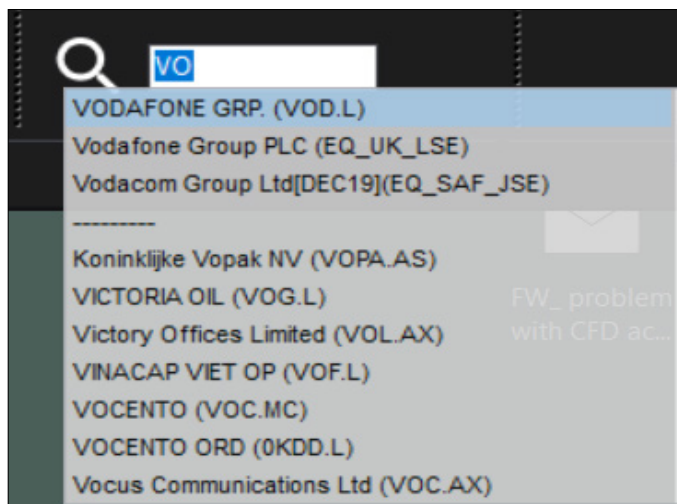 VO
VODAFONE GRP. (VOD.L)
Vodafone Group PLC (EQ_UK_LSE)
Vodacom Group Ltd[DEC19](EQ_SAF_JSE)
---------
Koninklijke Vopak NV (VOPA.AS)
VICTORIA OIL (VOG.L)
Victory Offices Limited (VOL.AX)
VINACAP VIET OP (VOF.L)
VOCENTO (VOC.MC)
VOCENTO ORD (0KDD.L)
Vocus Communications Ltd (VOC.AX)
FW_ problem
with CFD ac...